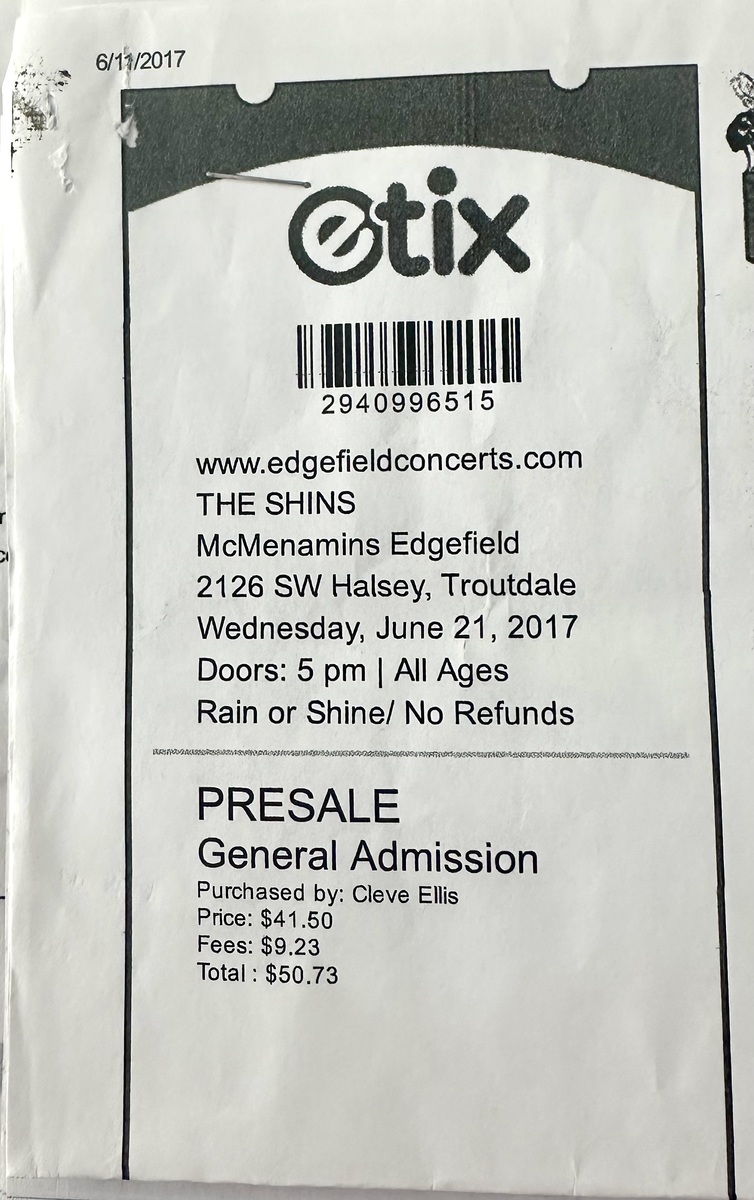 6/11/2017
etix
2940996515
www.edgefieldconcerts.com
THE SHINS
McMenamins Edgefield
2126 SW Halsey, Troutdale
Wednesday, June 21, 2017
Doors: 5 pm | All Ages
Rain or Shine/ No Refunds
PRESALE
General Admission
Purchased by: Cleve Ellis
Price: $41.50
Fees: $9.23
Total : $50.73